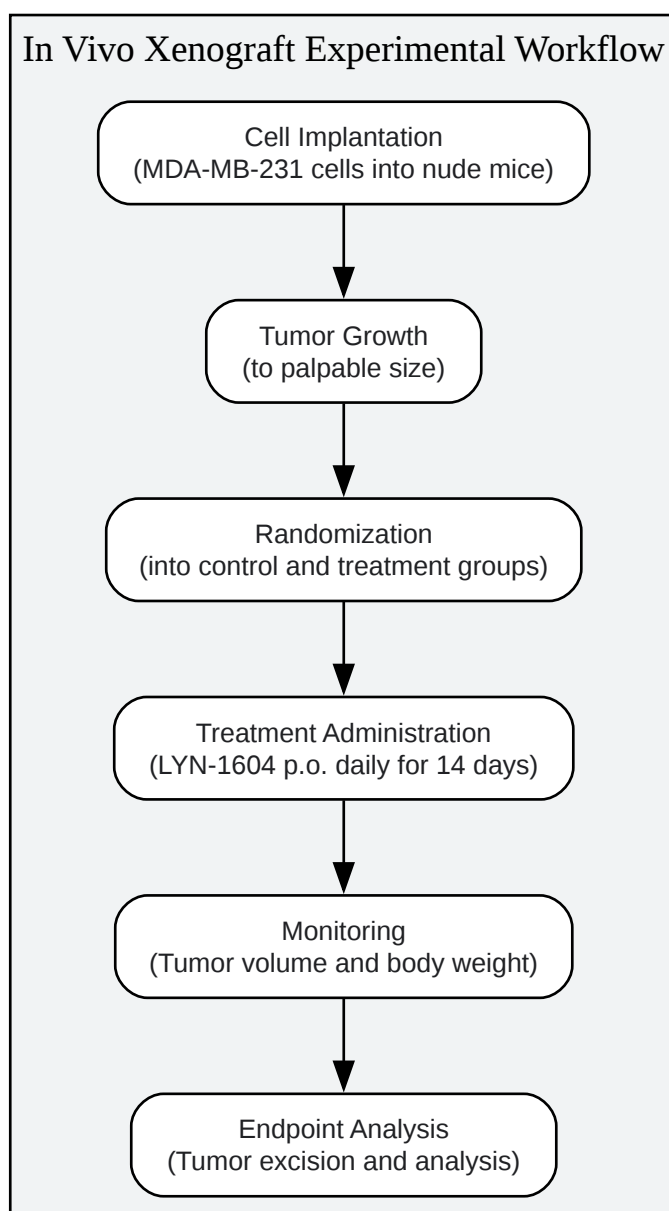 In Vivo Xenograft Experimental Workflow
Cell Implantation
(MDA-MB-231 cells into nude mice)
Tumor Growth
(to palpable size)
Randomization
(into control and treatment groups)
Treatment Administration
(LYN-1604 p.o. daily for 14 days)
Monitoring
(Tumor volume and body weight)
Endpoint Analysis
(Tumor excision and analysis)